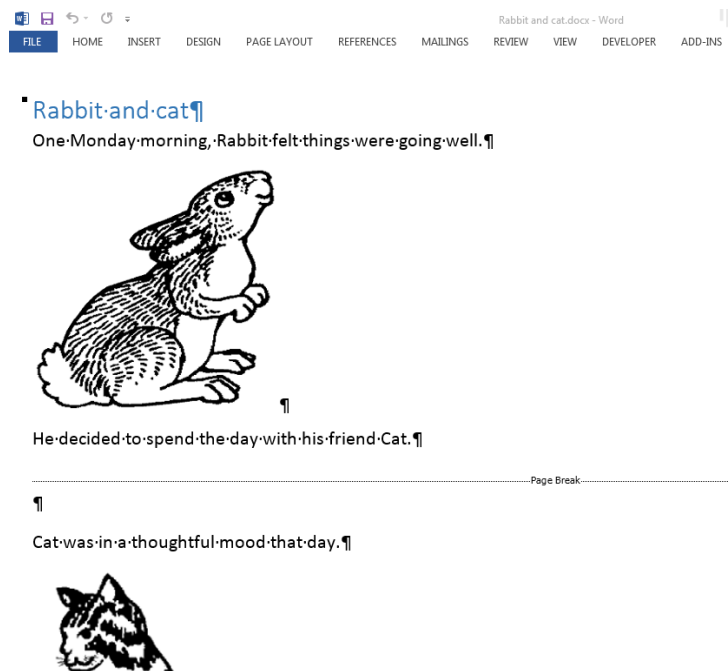 Rabbit and cat.docx - Word
FILE HOME INSERT DESIGN PAGE LAYOUT REFERENCES MAILINGS REVIEW VIEW DEVELOPER ADD-INS
Rabbit·and·cat¶
One·Monday·morning,·Rabbit·felt·things·were·going·well.¶
¶
He·decided·to·spend·the·day·with·his·friend·Cat.¶
Page Break
¶
Cat·was·in·a·thoughtful·mood·that·day.¶